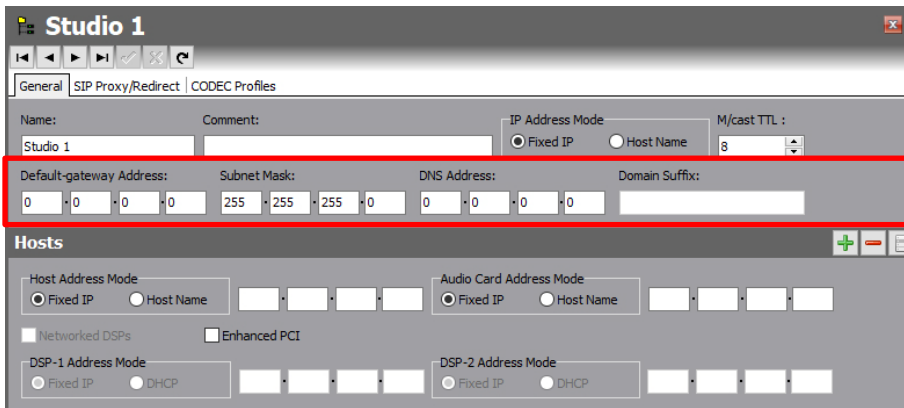 Studio 1
General SIP Proxy/Redirect CODEC Profiles
Name: Comment: IP Address Mode M/cast TTL :
Studio 1 Fixed IP Host Name 8
Default-gateway Address: Subnet Mask: DNS Address: Domain Suffix:
0 . 0 . 0 . 0 255 . 255 . 255 . 0 0 . 0 . 0 . 0
Hosts
Host Address Mode Audio Card Address Mode
Fixed IP Host Name . . . Fixed IP Host Name . . .
Networked DSPs Enhanced PCI
DSP-1 Address Mode DSP-2 Address Mode
Fixed IP DHCP . . . Fixed IP DHCP . . .